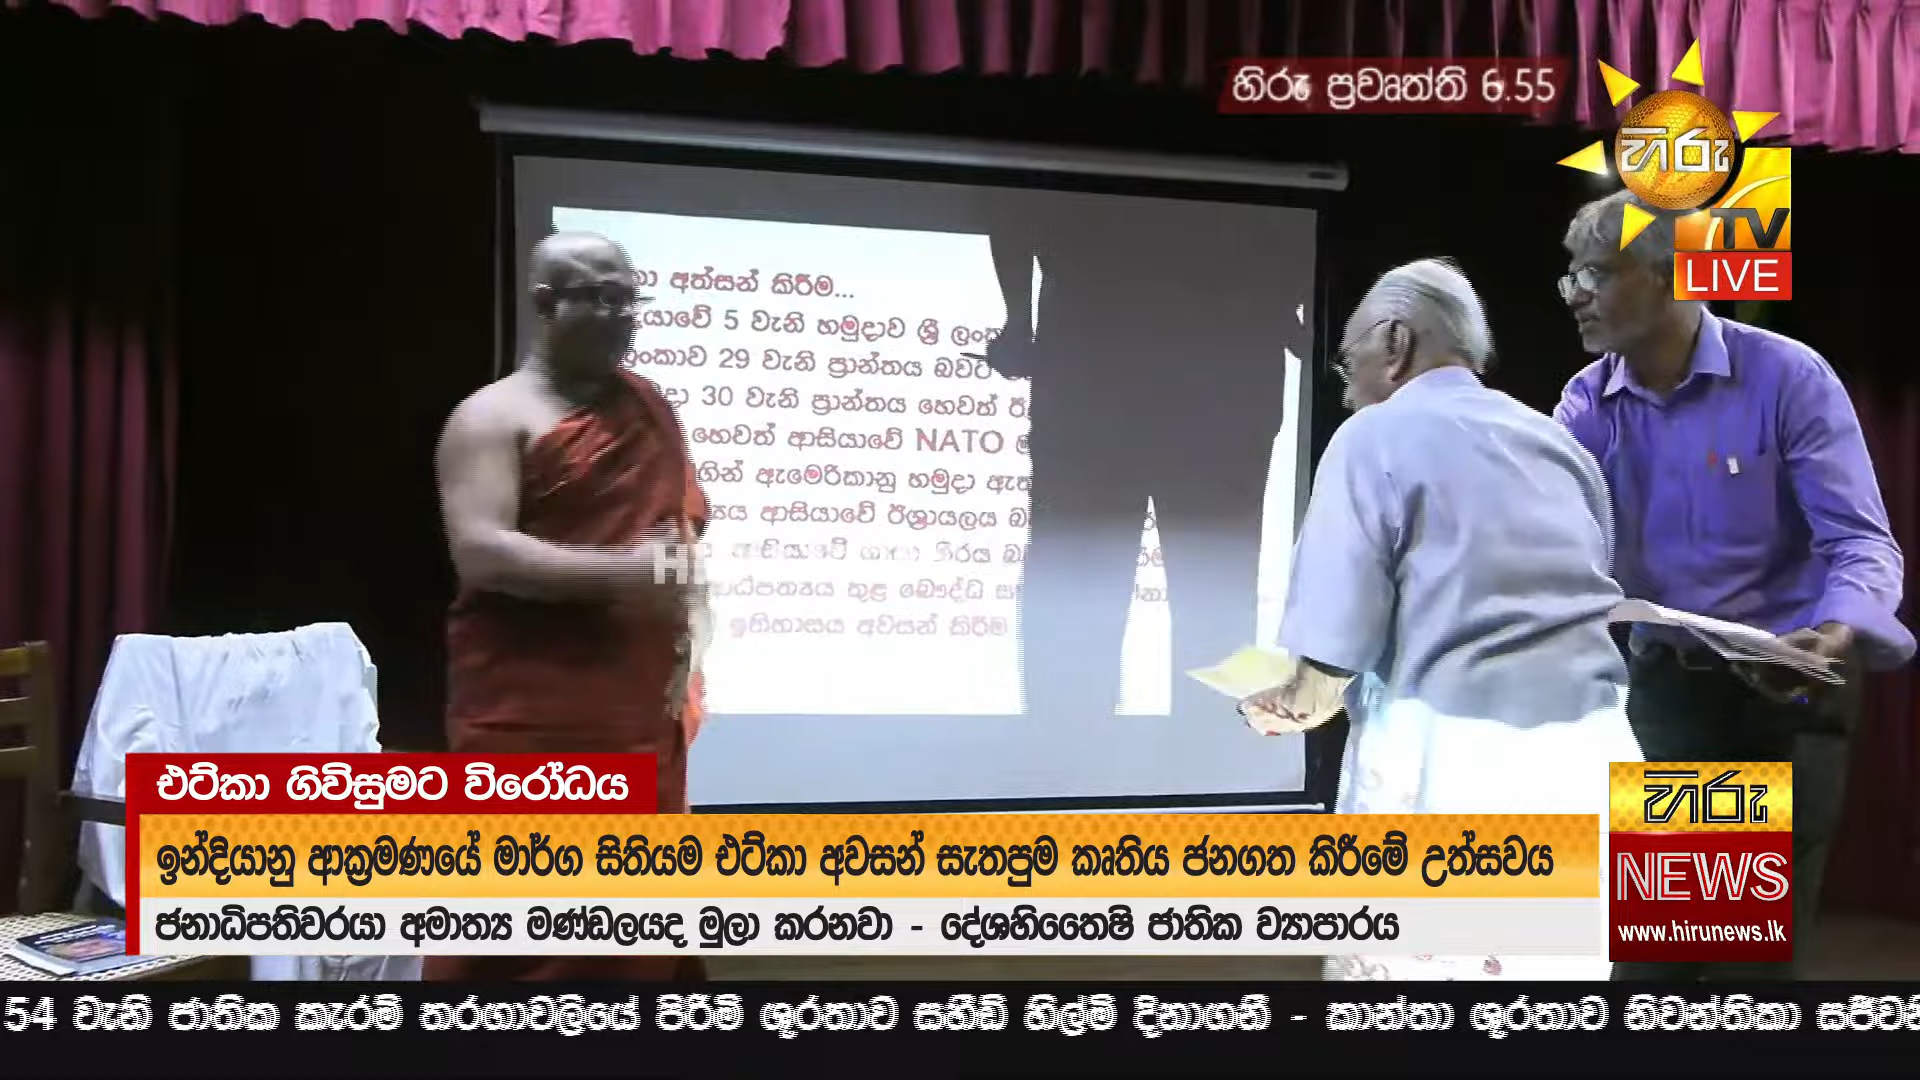 හිරු ප්‍රවෘත්ති 6.55
හිරු
TV
LIVE
අත්සන් කිරීම...
5 වැනි හමුදාව ශ්‍රී
29 වැනි ප්‍රාන්තය බවට
30 වැනි ප්‍රාන්තය හෙවත්
හෙවත් ආසියාවේ NATO
ඇමෙරිකානු හමුදා
ආසියාවේ ඊශ්‍රායලය
ආසියාවේ ගාසා තීරය
තුළ බෞද්ධ
ඉතිහාසය අවසන් කිරීම
එට්කා ගිවිසුමට විරෝධය
ඉන්දියානු ආක්‍රමණයේ මාර්ග සිතියම එට්කා අවසන් සැතපුම කෘතිය ජනගත කිරීමේ උත්සවය
ජනාධිපතිවරයා අමාත්‍ය මණ්ඩලයද මුලා කරනවා - දේශහිතෛෂී ජාතික ව්‍යාපාරය
හිරු
NEWS
www.hirunews.lk
54 වැනි ජාතික කැරම් තරගාවලියේ පිරිමි ශූරතාව සහීඩ් හිල්මි දිනාගනී - කාන්තා ශූරතාව නිවන්තිකා